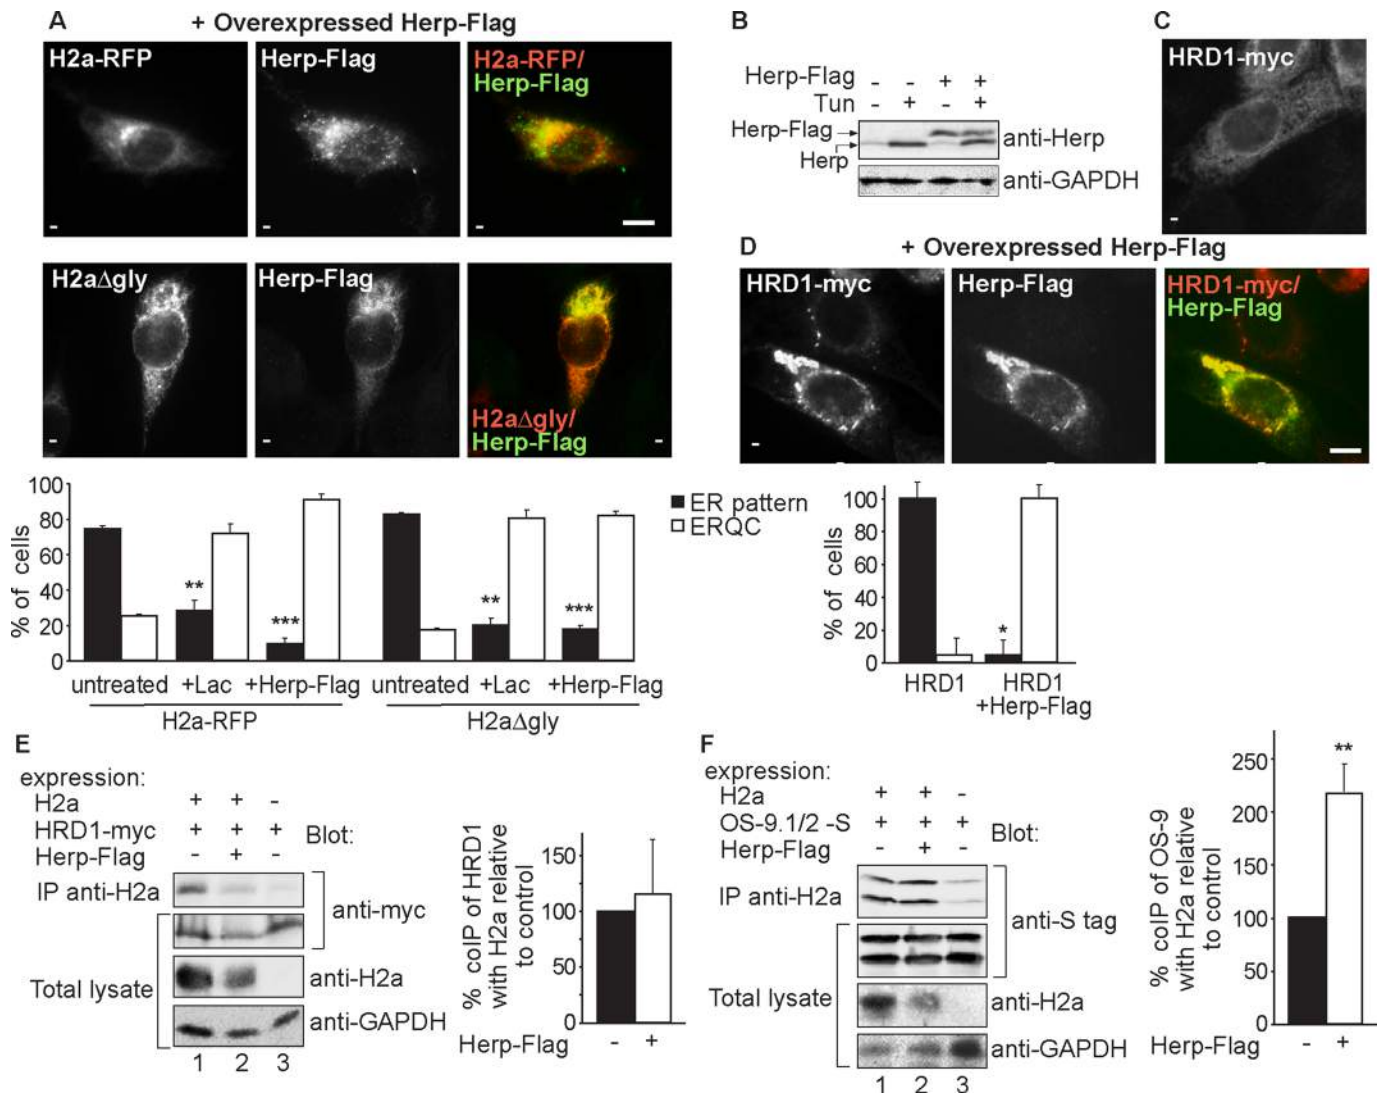 A
+ Overexpressed Herp-Flag
H2a-RFP
Herp-Flag
H2a-RFP/
Herp-Flag
H2aΔgly
Herp-Flag
H2aΔgly/
Herp-Flag
B
Herp-Flag - - + +
Tun - + - +
Herp-Flag
Herp
anti-Herp
anti-GAPDH
C
HRD1-myc
D
+ Overexpressed Herp-Flag
HRD1-myc
Herp-Flag
HRD1-myc/
Herp-Flag
% of cells
100
80
60
40
20
0
** *** ** ***
untreated +Lac +Herp-Flag untreated +Lac +Herp-Flag
H2a-RFP H2aΔgly
ER pattern
ERQC
% of cells
100
80
60
40
20
0
*
HRD1 HRD1
+Herp-Flag
E
expression:
H2a + + -
HRD1-myc + + +
Herp-Flag - + -
Blot:
IP anti-H2a
anti-myc
Total lysate
anti-H2a
anti-GAPDH
1 2 3
% coIP of HRD1
with H2a relative
to control
150
100
50
0
Herp-Flag - +
F
expression:
H2a + + -
OS-9.1/2 -S + + +
Herp-Flag - + -
Blot:
IP anti-H2a
anti-S tag
Total lysate
anti-H2a
anti-GAPDH
1 2 3
% coIP of OS-9
with H2a relative
to control
250
200
150
100
50
0
**
Herp-Flag - +